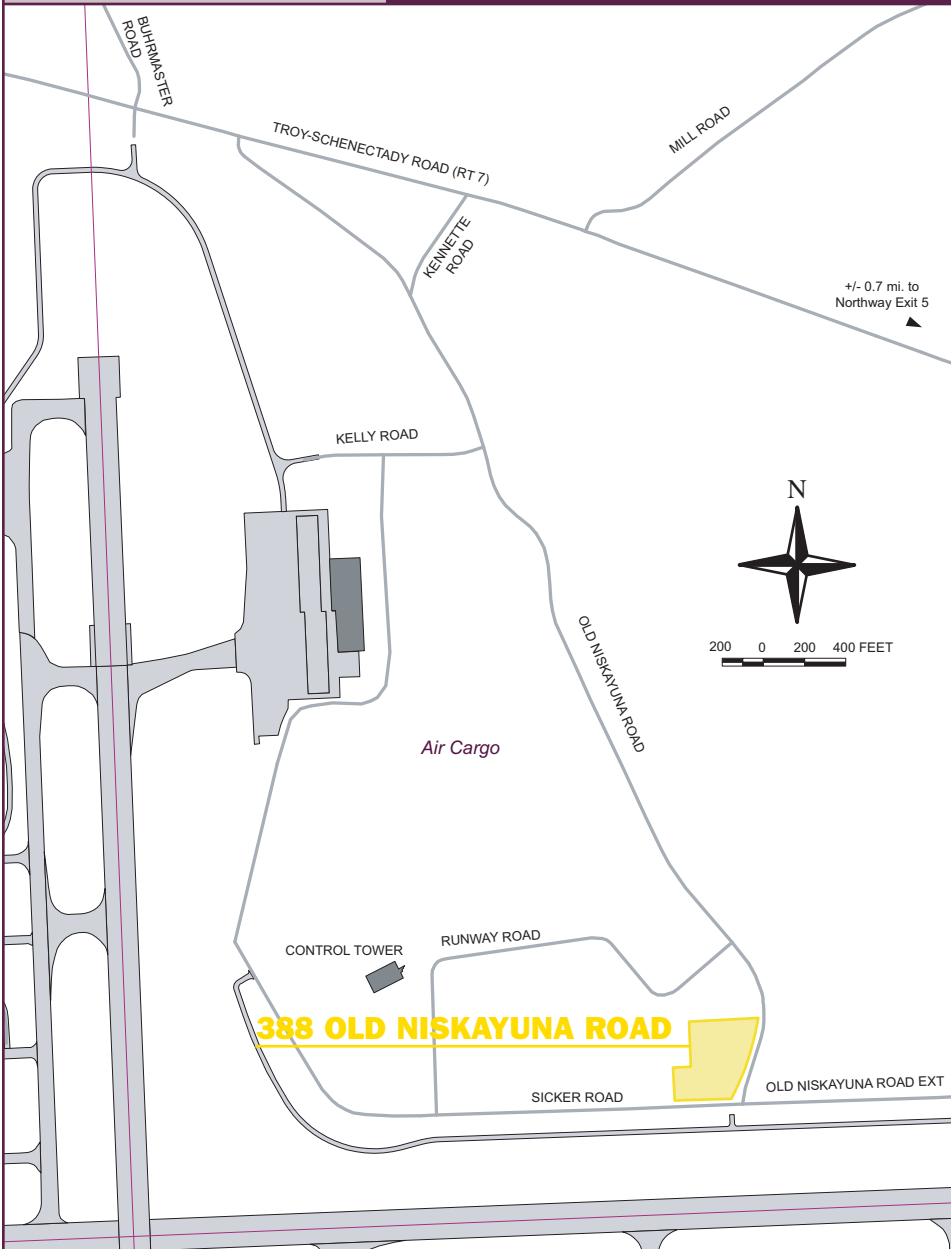 BUHRMASTER
ROAD
TROY-SCHENECTADY ROAD (RT 7)
MILL ROAD
KENNETTE
ROAD
+/- 0.7 mi. to
Northway Exit 5
KELLY ROAD
N
OLD NISKAYUNA ROAD
200 0 200 400 FEET
Air Cargo
CONTROL TOWER
RUNWAY ROAD
388 OLD NISKAYUNA ROAD
SICKER ROAD
OLD NISKAYUNA ROAD EXT